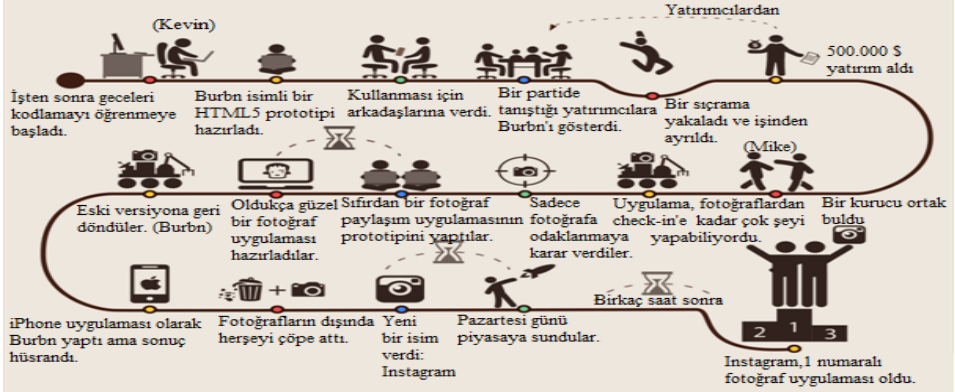 Yatırımcılardan
(Kevin)
500.000 $
yatırım aldı
İşten sonra geceleri
kodlamayı öğrenmeye
başladı.
Burbn isimli bir
HTML5 prototipi
hazırladı.
Kullanması için
arkadaşlarına verdi.
Bir partide
tanıştığı yatırımcılara
Burbn'ı gösterdi.
Bir sıçrama
yakaladı ve işinden
ayrıldı.
(Mike)
Bir kurucu ortak
buldu
Uygulama, fotoğraflardan
check-in'e kadar çok şeyi
yapabiliyordu.
Sadece
fotoğrafa
odaklanmaya
karar verdiler.
Sıfırdan bir fotoğraf
paylaşım uygulamasının
prototipini yaptılar.
Oldukça güzel
bir fotoğraf
uygulaması
hazırladılar.
Eski versiyona geri
döndüler. (Burbn)
iPhone uygulaması olarak
Burbn yaptı ama sonuç
hüsrandı.
Fotoğrafların dışında
herşeyi çöpe attı.
Yeni
bir isim
verdi:
Instagram
Pazartesi günü
piyasaya sundular.
Birkaç saat sonra
2 1 3
Instagram,1 numaralı
fotoğraf uygulaması oldu.